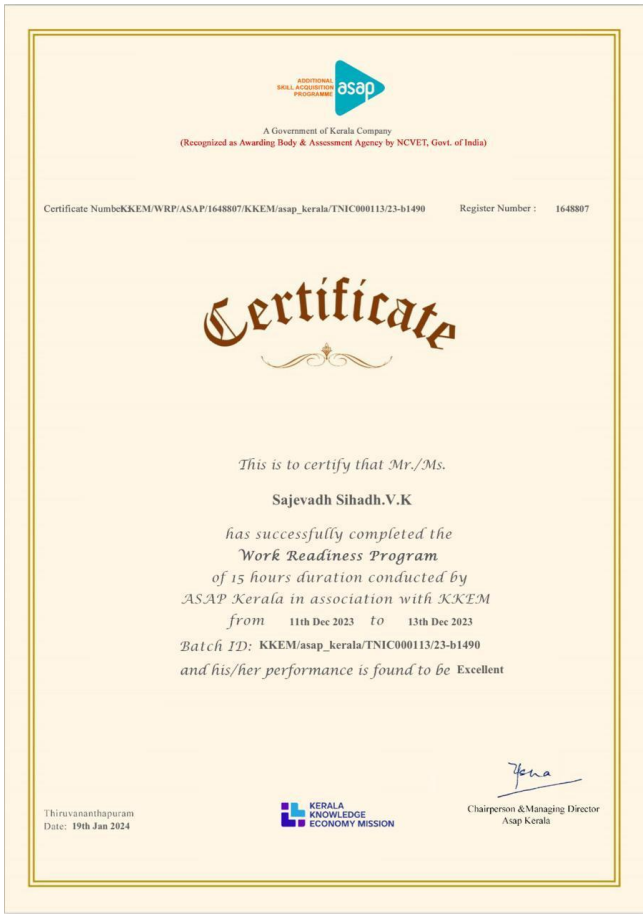 ADDITIONAL
SKILL ACQUISITION
PROGRAMME
asap
A Government of Kerala Company
(Recognized as Awarding Body & Assessment Agency by NCVET, Govt. of India)
Certificate NumbeKKEM/WRP/ASAP/1648807/KKEM/asap_kerala/TNIC000113/23-b1490 Register Number : 1648807
Certificate
This is to certify that Mr./Ms.
Sajevadh Sihadh.V.K
has successfully completed the
Work Readiness Program
of 15 hours duration conducted by
ASAP Kerala in association with KKEM
from 11th Dec 2023 to 13th Dec 2023
Batch ID: KKEM/asap_kerala/TNIC000113/23-b1490
and his/her performance is found to be Excellent
Thiruvananthapuram
Date: 19th Jan 2024
KERALA
KNOWLEDGE
ECONOMY MISSION
Chairperson &Managing Director
Asap Kerala